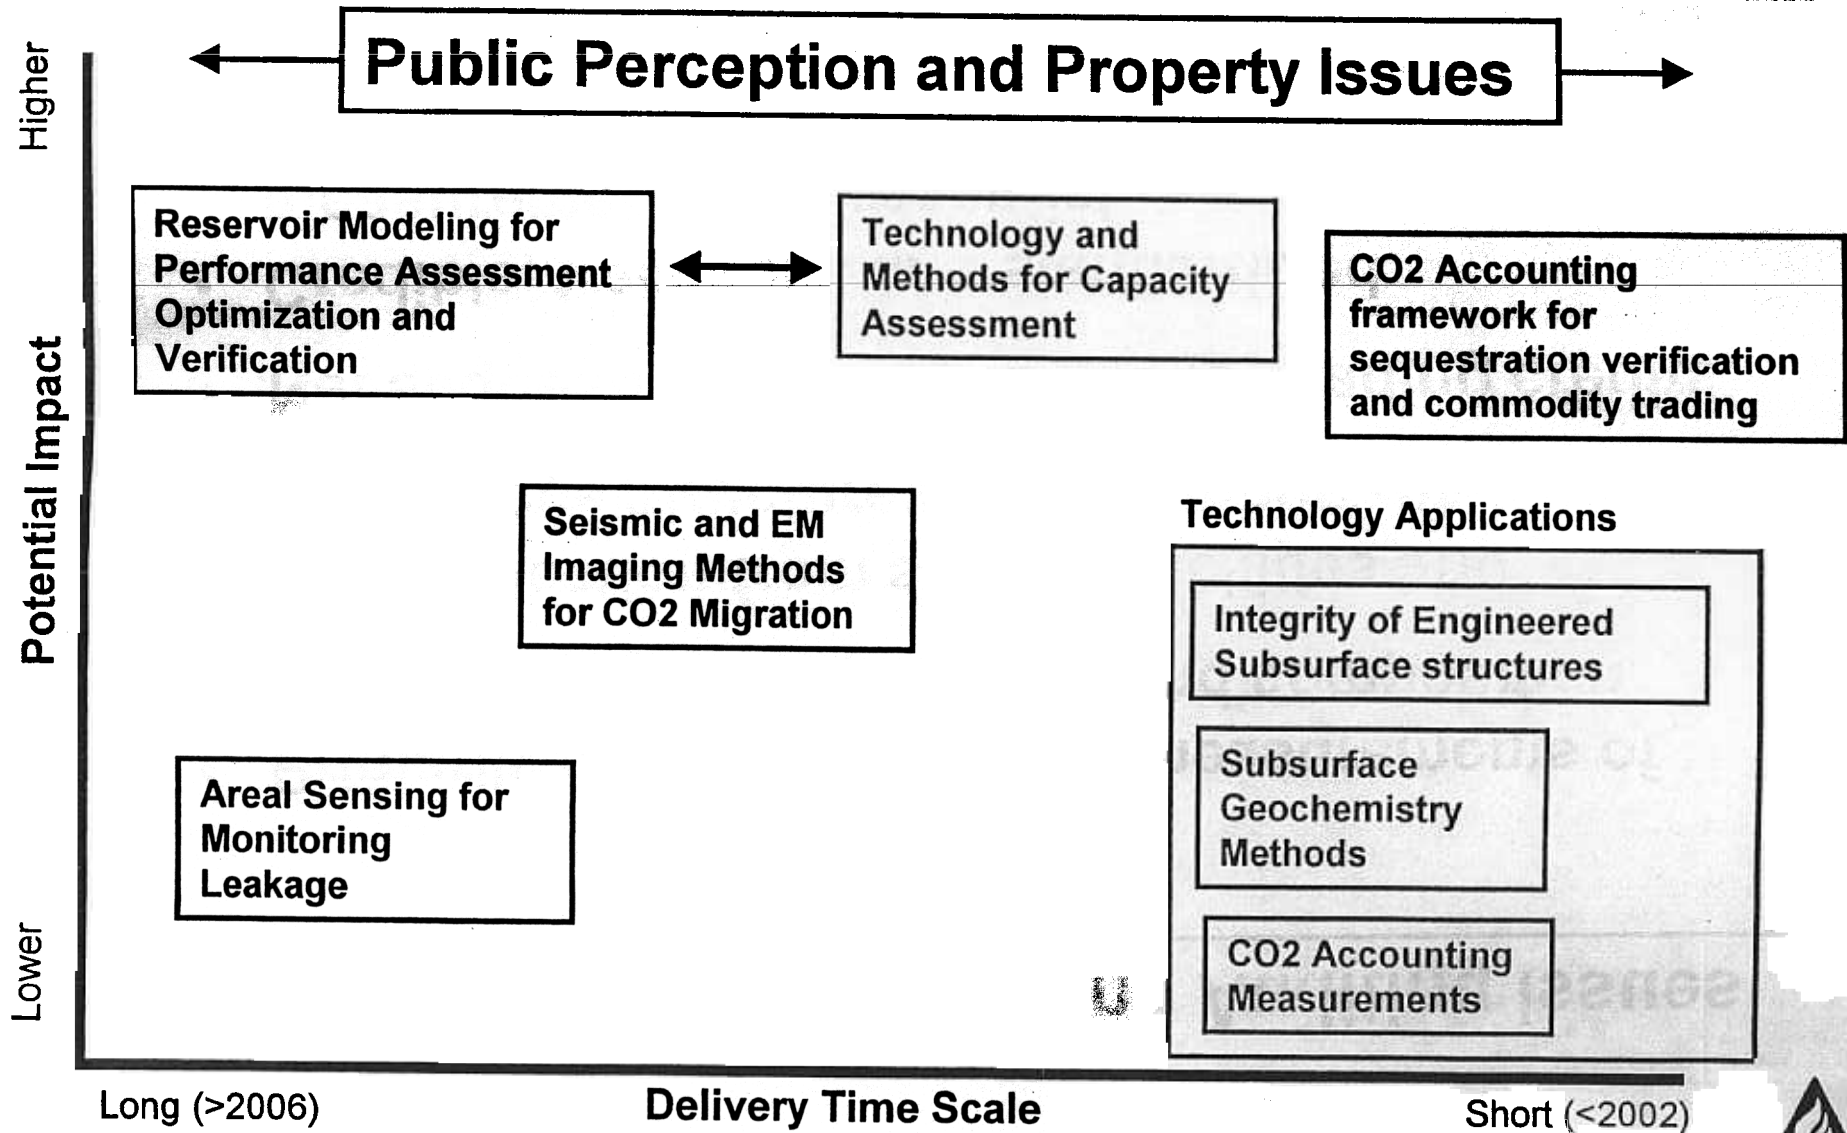 Public Perception and Property Issues
Higher
Potential Impact
Lower
Reservoir Modeling for
Performance Assessment
Optimization and
Verification
Technology and
Methods for Capacity
Assessment
CO2 Accounting
framework for
sequestration verification
and commodity trading
Seismic and EM
Imaging Methods
for CO2 Migration
Technology Applications
Integrity of Engineered
Subsurface structures
Subsurface
Geochemistry
Methods
CO2 Accounting
Measurements
Areal Sensing for
Monitoring
Leakage
Long (>2006)
Delivery Time Scale
Short (<2002)